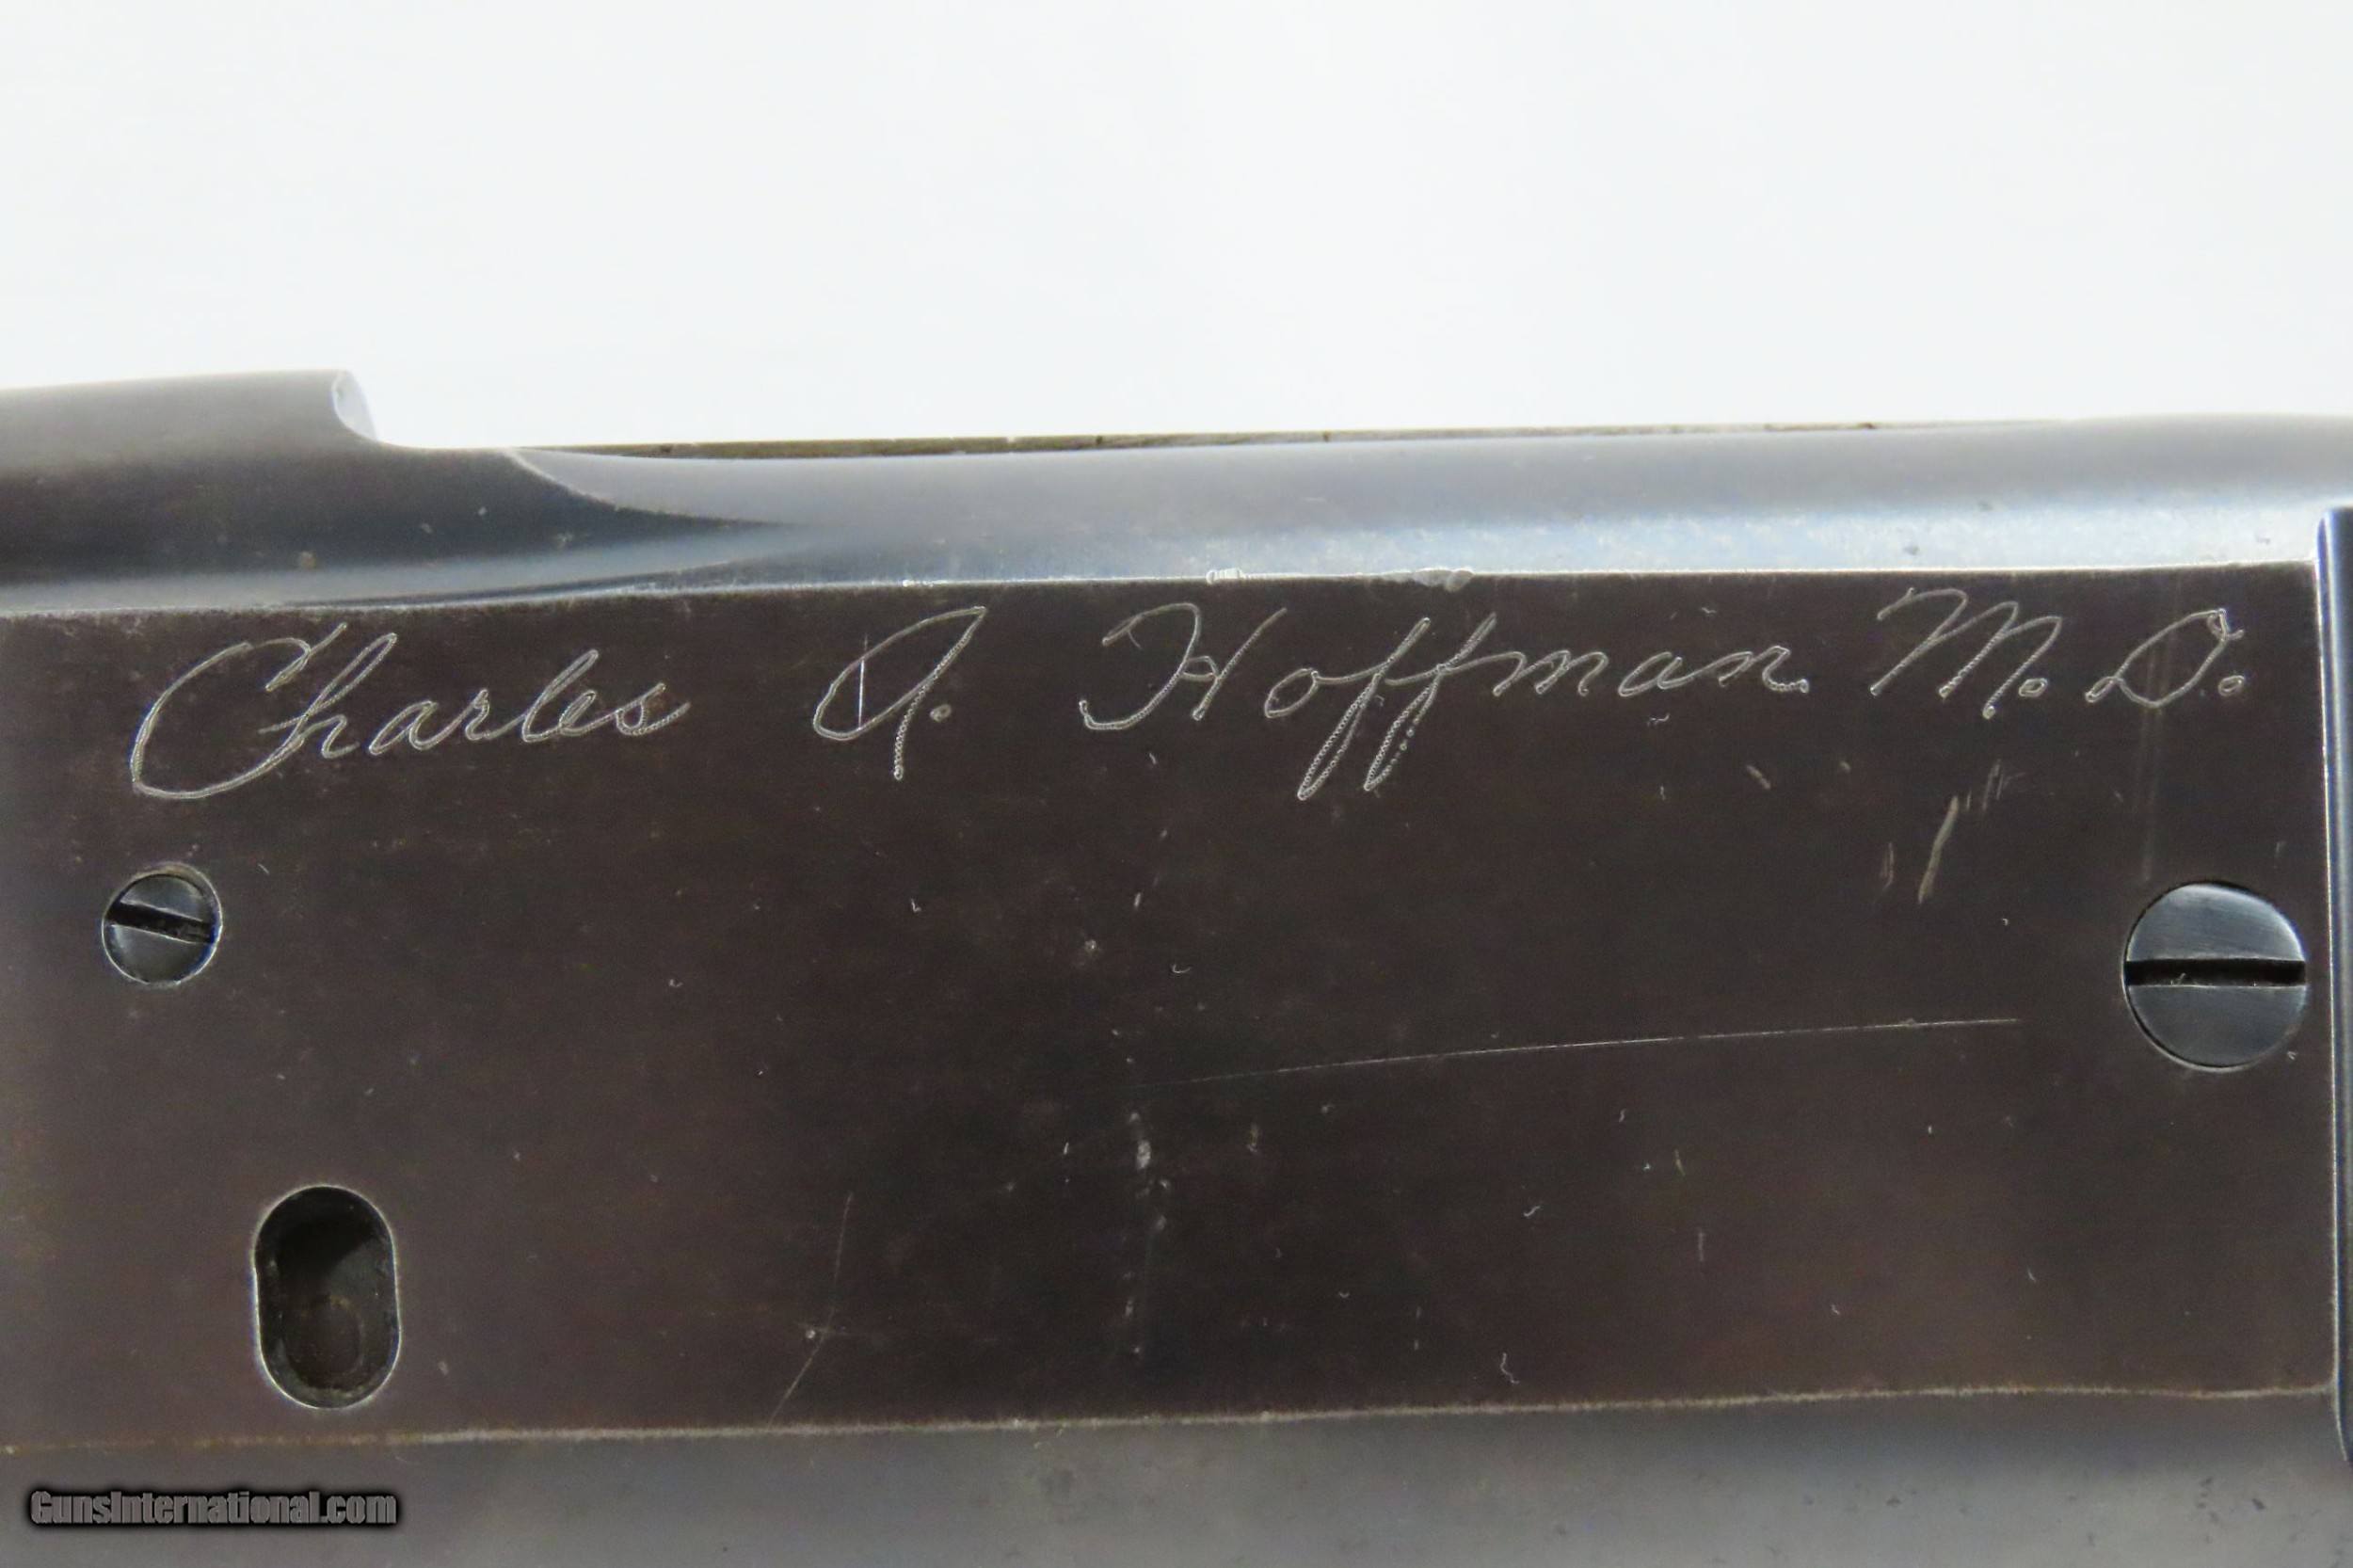 Charles J. Hoffman M.D.
GunsInternational.com